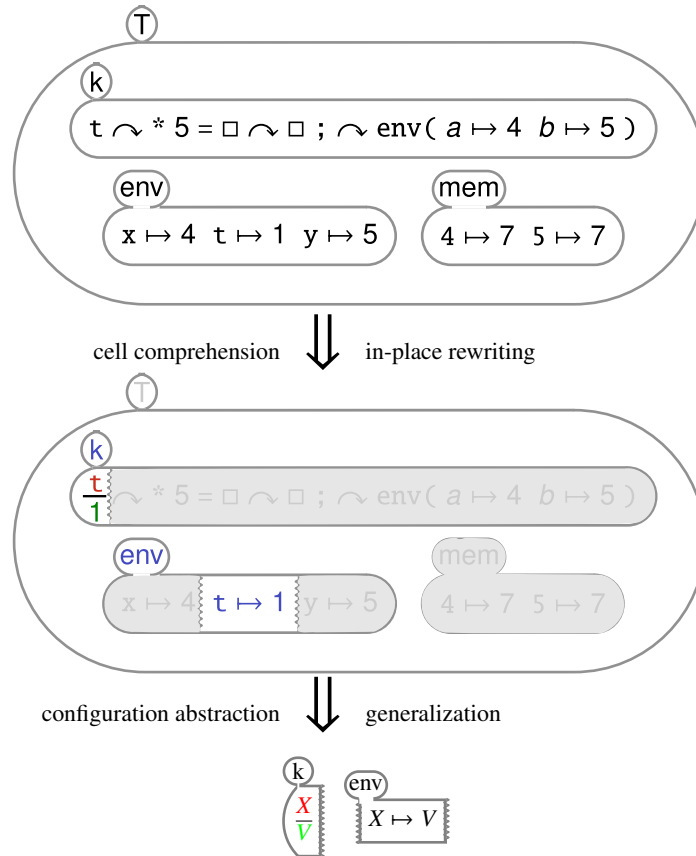 T
k
t ↷ * 5 = □ ↷ □ ; ↷ env( a ↦ 4 b ↦ 5 )
env mem
x ↦ 4 t ↦ 1 y ↦ 5 4 ↦ 7 5 ↦ 7
cell comprehension in-place rewriting
T
k
t
1
↷ * 5 = □ ↷ □ ; ↷ env( a ↦ 4 b ↦ 5 )
env mem
x ↦ 4 t ↦ 1 y ↦ 5 4 ↦ 7 5 ↦ 7
configuration abstraction generalization
k env
X
V
X ↦ V